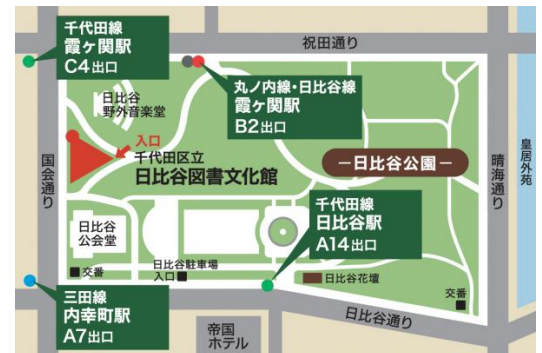 千代田線
霞ヶ関駅
C4出口
祝田通り
丸ノ内線・日比谷線
霞ヶ関駅
B2出口
日比谷
野外音楽堂
入口
千代田区立
日比谷図書文化館
日比谷公園
国会通り
晴海通り
皇居外苑
千代田線
日比谷駅
A14出口
日比谷
公会堂
交番
日比谷駐車場
入口
日比谷花壇
交番
三田線
内幸町駅
A7出口
日比谷通り
帝国
ホテル